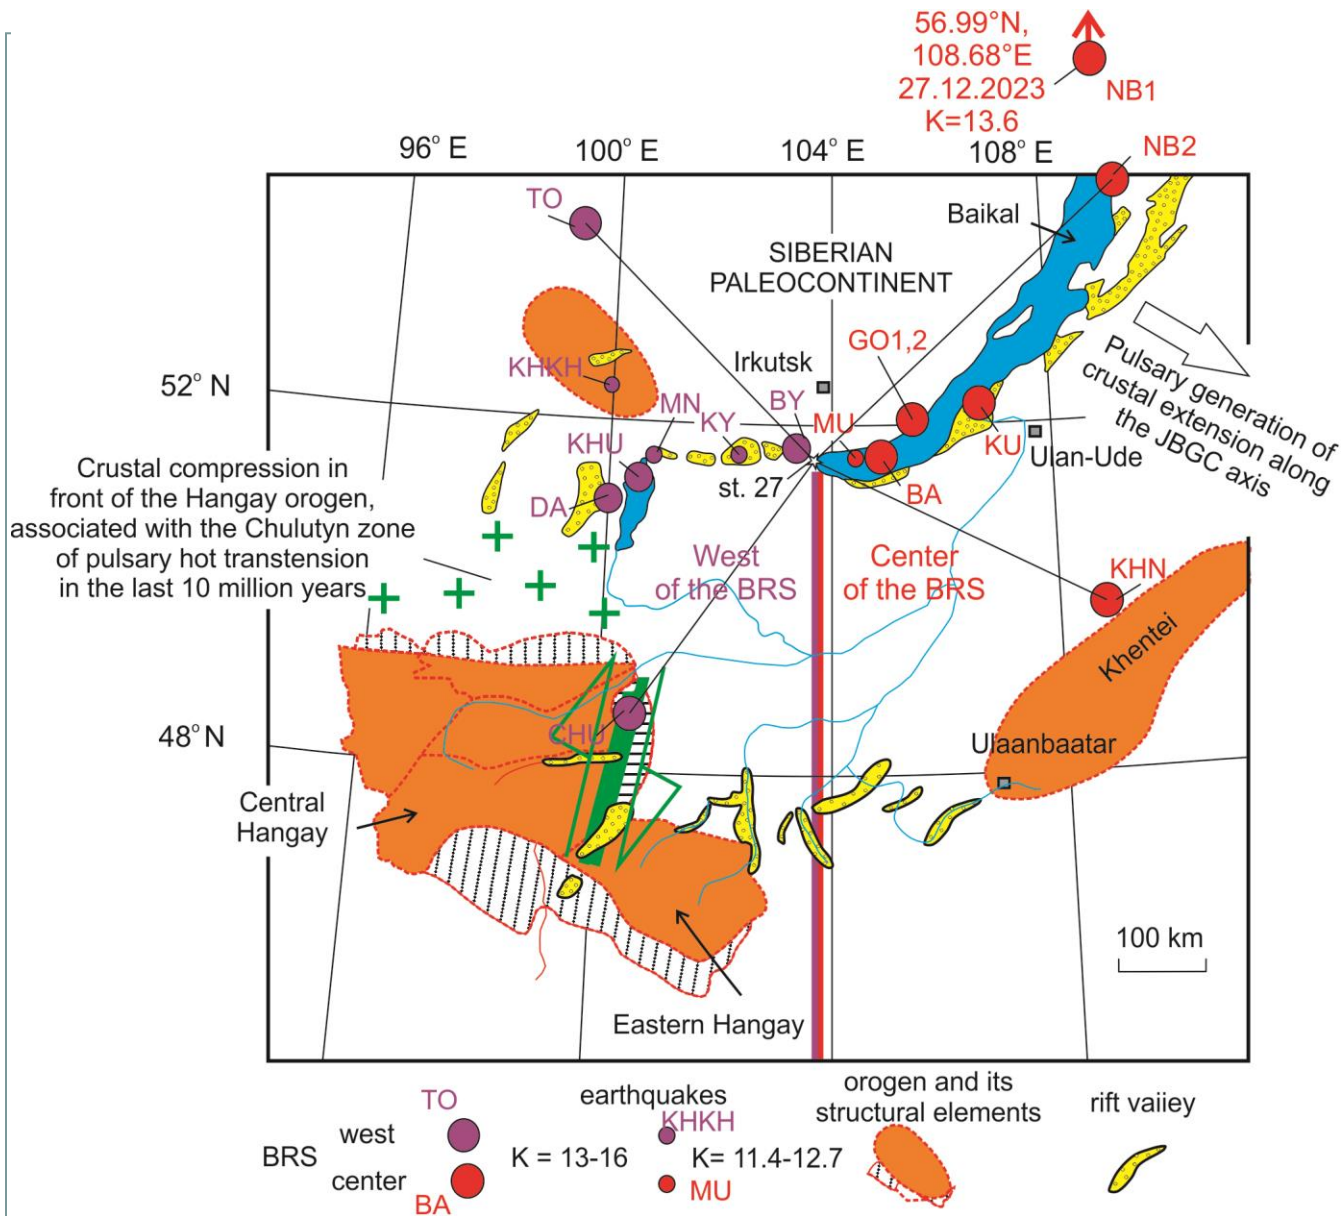 56.99°N,
108.68°E
27.12.2023
K=13.6
NB1
96° E
100° E
104° E
108° E
NB2
TO
Baikal
SIBERIAN
PALEOCONTINENT
GO1,2
Irkutsk
KHKH
52° N
MN
BY
KY
MU
KHU
KU
Ulan-Ude
Pulsary generation of
crustal extension along
the JBGC axis
st. 27
BA
DA
Crustal compression in
front of the Hangay orogen,
associated with the Chulutyn zone
of pulsary hot transtension
in the last 10 million years
West
of the BRS
Center
of the BRS
KHN
Khentei
CHU
48° N
Ulaanbaatar
Central
Hangay
100 km
Eastern Hangay
TO
earthquakes
KHKH
orogen and its
structural elements
rift vaiiey
BRS
west
center
K = 13-16
K= 11.4-12.7
BA
MU